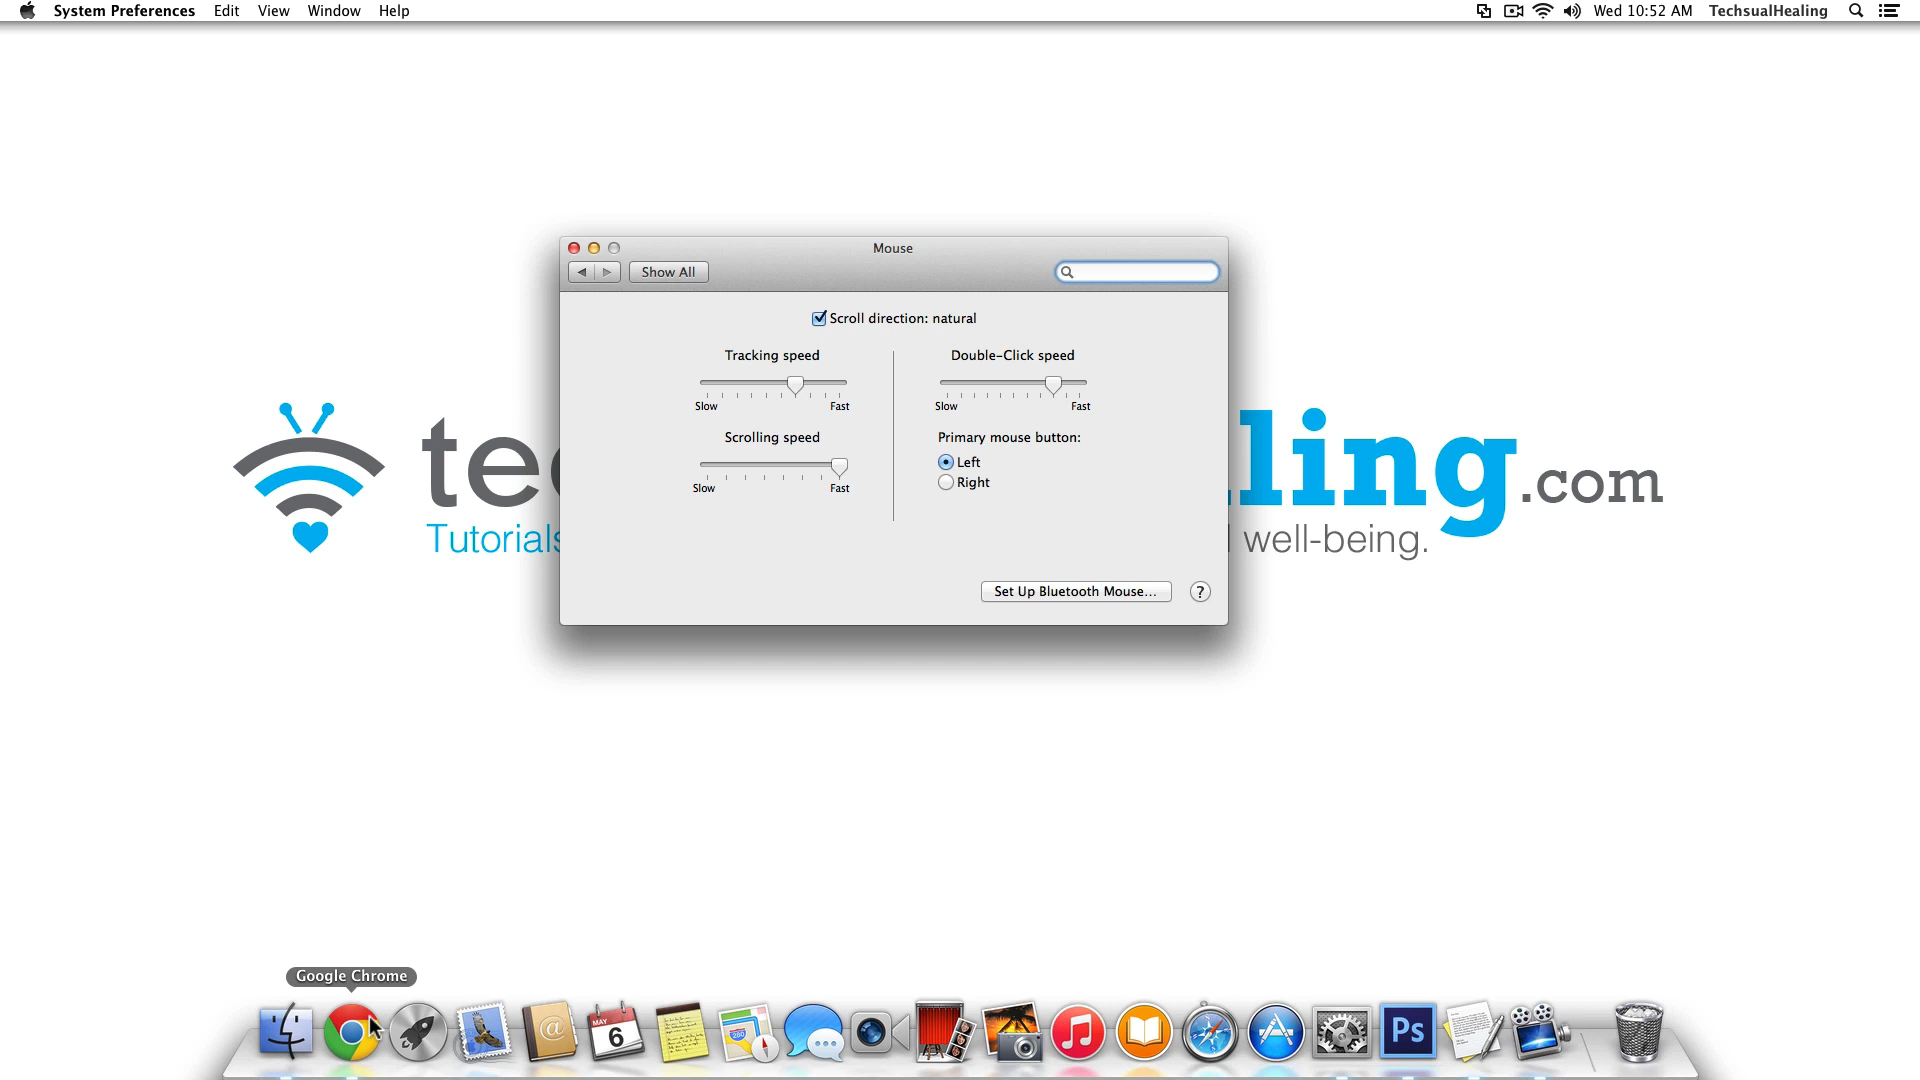 System Preferences Edit View Window Help Wed 10:52 AM TechsualHealing
Mouse
Show All
Scroll direction: natural
Tracking speed
Slow Fast
Scrolling speed
Slow Fast
Double-Click speed
Slow Fast
Primary mouse button:
Left
Right
Set Up Bluetooth Mouse...
?
ling.com
Tutorials
well-being.
Google Chrome
MAY
6
Ps